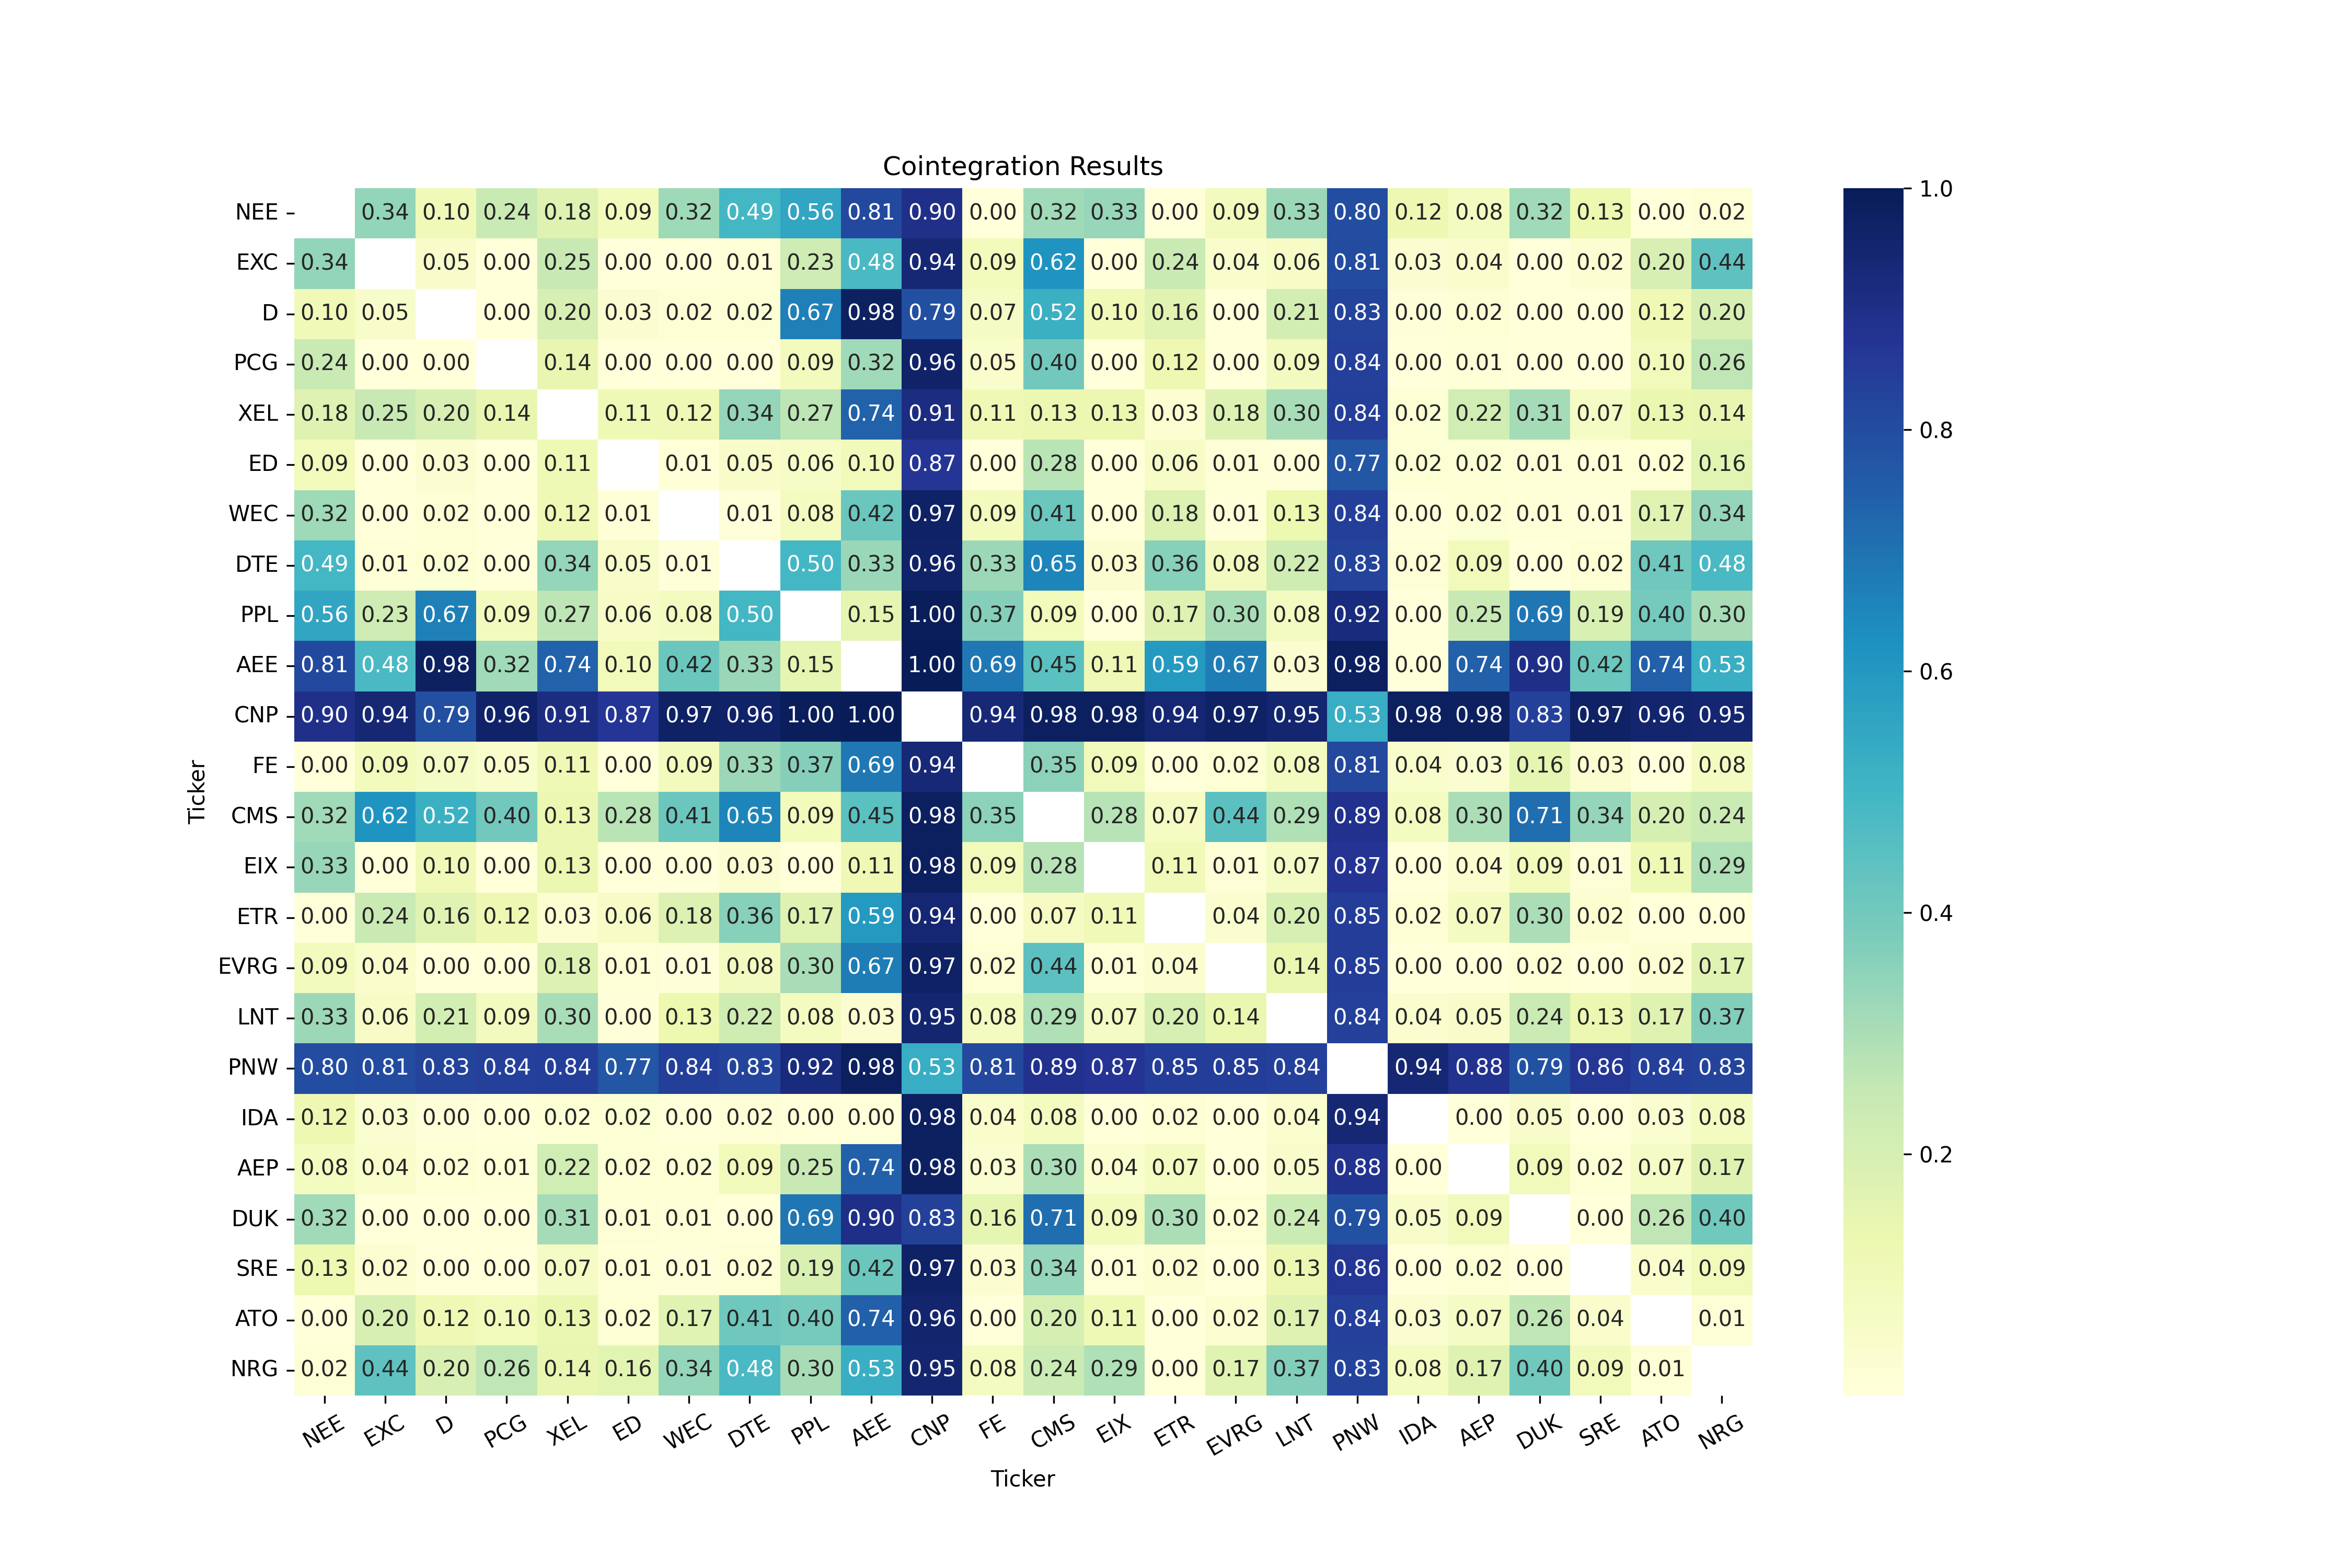 Cointegration Results
NEE 0.34 0.10 0.24 0.18 0.09 0.32 0.49 0.56 0.81 0.90 0.00 0.32 0.33 0.00 0.09 0.33 0.80 0.12 0.08 0.32 0.13 0.00 0.02
EXC 0.34 0.05 0.00 0.25 0.00 0.00 0.01 0.23 0.48 0.94 0.09 0.62 0.00 0.24 0.04 0.06 0.81 0.03 0.04 0.00 0.02 0.20 0.44
D 0.10 0.05 0.00 0.20 0.03 0.02 0.02 0.67 0.98 0.79 0.07 0.52 0.10 0.16 0.00 0.21 0.83 0.00 0.02 0.00 0.00 0.12 0.20
PCG 0.24 0.00 0.00 0.14 0.00 0.00 0.00 0.09 0.32 0.96 0.05 0.40 0.00 0.12 0.00 0.09 0.84 0.00 0.01 0.00 0.00 0.10 0.26
XEL 0.18 0.25 0.20 0.14 0.11 0.12 0.34 0.27 0.74 0.91 0.11 0.13 0.13 0.03 0.18 0.30 0.84 0.02 0.22 0.31 0.07 0.13 0.14
ED 0.09 0.00 0.03 0.00 0.11 0.01 0.05 0.06 0.10 0.87 0.00 0.28 0.00 0.06 0.01 0.00 0.77 0.02 0.02 0.01 0.01 0.02 0.16
WEC 0.32 0.00 0.02 0.00 0.12 0.01 0.01 0.08 0.42 0.97 0.09 0.41 0.00 0.18 0.01 0.13 0.84 0.00 0.02 0.01 0.01 0.17 0.34
DTE 0.49 0.01 0.02 0.00 0.34 0.05 0.01 0.50 0.33 0.96 0.33 0.65 0.03 0.36 0.08 0.22 0.83 0.02 0.09 0.00 0.02 0.41 0.48
PPL 0.56 0.23 0.67 0.09 0.27 0.06 0.08 0.50 0.15 1.00 0.37 0.09 0.00 0.17 0.30 0.08 0.92 0.00 0.25 0.69 0.19 0.40 0.30
AEE 0.81 0.48 0.98 0.32 0.74 0.10 0.42 0.33 0.15 1.00 0.69 0.45 0.11 0.59 0.67 0.03 0.98 0.00 0.74 0.90 0.42 0.74 0.53
CNP 0.90 0.94 0.79 0.96 0.91 0.87 0.97 0.96 1.00 1.00 0.94 0.98 0.98 0.94 0.97 0.95 0.53 0.98 0.98 0.83 0.97 0.96 0.95
FE 0.00 0.09 0.07 0.05 0.11 0.00 0.09 0.33 0.37 0.69 0.94 0.35 0.09 0.00 0.02 0.08 0.81 0.04 0.03 0.16 0.03 0.00 0.08
CMS 0.32 0.62 0.52 0.40 0.13 0.28 0.41 0.65 0.09 0.45 0.98 0.35 0.28 0.07 0.44 0.29 0.89 0.08 0.30 0.71 0.34 0.20 0.24
EIX 0.33 0.00 0.10 0.00 0.13 0.00 0.00 0.03 0.00 0.11 0.98 0.09 0.28 0.11 0.01 0.07 0.87 0.00 0.04 0.09 0.01 0.11 0.29
ETR 0.00 0.24 0.16 0.12 0.03 0.06 0.18 0.36 0.17 0.59 0.94 0.00 0.07 0.11 0.04 0.20 0.85 0.02 0.07 0.30 0.02 0.00 0.00
EVRG 0.09 0.04 0.00 0.00 0.18 0.01 0.01 0.08 0.30 0.67 0.97 0.02 0.44 0.01 0.04 0.14 0.85 0.00 0.00 0.02 0.00 0.02 0.17
LNT 0.33 0.06 0.21 0.09 0.30 0.00 0.13 0.22 0.08 0.03 0.95 0.08 0.29 0.07 0.20 0.14 0.84 0.04 0.05 0.24 0.13 0.17 0.37
PNW 0.80 0.81 0.83 0.84 0.84 0.77 0.84 0.83 0.92 0.98 0.53 0.81 0.89 0.87 0.85 0.85 0.84 0.94 0.88 0.79 0.86 0.84 0.83
IDA 0.12 0.03 0.00 0.00 0.02 0.02 0.00 0.02 0.00 0.00 0.98 0.04 0.08 0.00 0.02 0.00 0.04 0.94 0.00 0.05 0.00 0.03 0.08
AEP 0.08 0.04 0.02 0.01 0.22 0.02 0.02 0.09 0.25 0.74 0.98 0.03 0.30 0.04 0.07 0.00 0.05 0.88 0.00 0.09 0.02 0.07 0.17
DUK 0.32 0.00 0.00 0.00 0.31 0.01 0.01 0.00 0.69 0.90 0.83 0.16 0.71 0.09 0.30 0.02 0.24 0.79 0.05 0.09 0.00 0.26 0.40
SRE 0.13 0.02 0.00 0.00 0.07 0.01 0.01 0.02 0.19 0.42 0.97 0.03 0.34 0.01 0.02 0.00 0.13 0.86 0.00 0.02 0.00 0.04 0.09
ATO 0.00 0.20 0.12 0.10 0.13 0.02 0.17 0.41 0.40 0.74 0.96 0.00 0.20 0.11 0.00 0.02 0.17 0.84 0.03 0.07 0.26 0.04 0.01
NRG 0.02 0.44 0.20 0.26 0.14 0.16 0.34 0.48 0.30 0.53 0.95 0.08 0.24 0.29 0.00 0.17 0.37 0.83 0.08 0.17 0.40 0.09 0.01
NEE EXC D PCG XEL ED WEC DTE PPL AEE CNP FE CMS EIX ETR EVRG LNT PNW IDA AEP DUK SRE ATO NRG
Ticker
Ticker
1.0
0.8
0.6
0.4
0.2